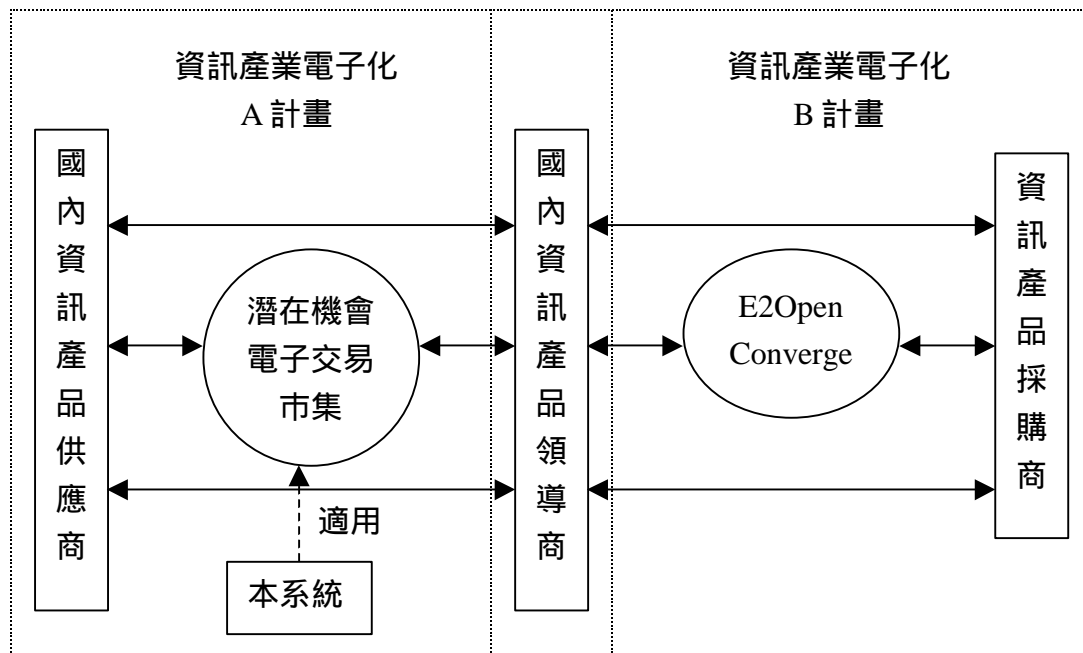 資訊產業電子化
A 計畫
資訊產業電子化
B 計畫
國內資訊產品供應商
潛在機會
電子交易
市集
國內資訊產品領導商
E2Open
Converge
資訊產品採購商
適用
本系統